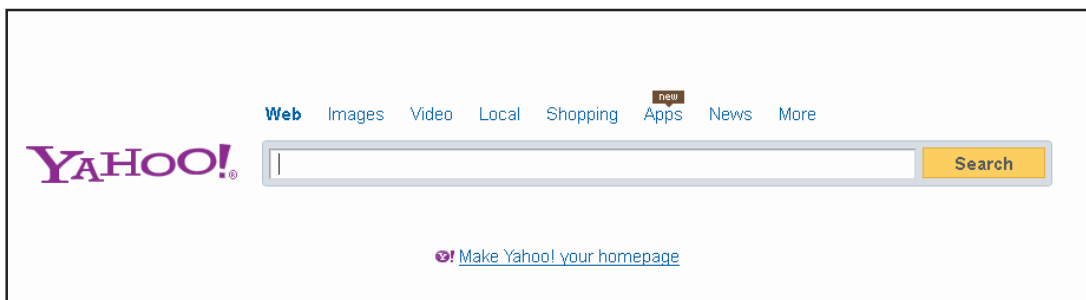 new
Web Images Video Local Shopping Apps News More
YAHOO!® Search
Y! Make Yahoo! your homepage